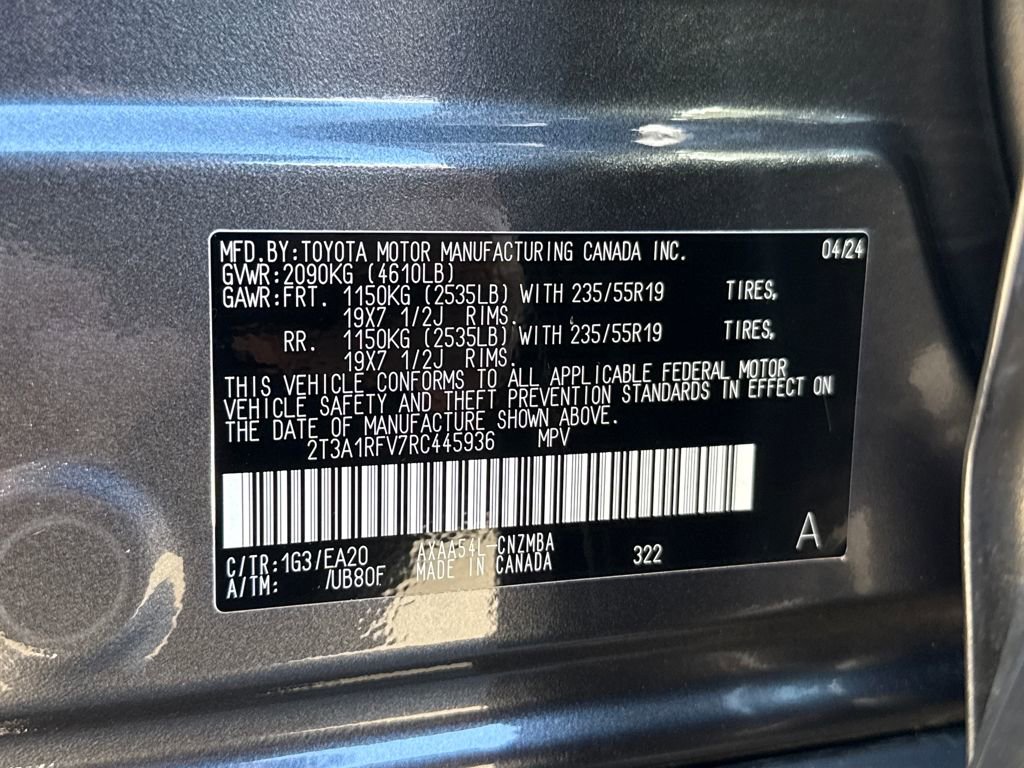 MFD.BY:TOYOTA MOTOR MANUFACTURING CANADA INC. 04/24
GVWR:2090KG (4610LB)
GAWR:FRT. 1150KG (2535LB) WITH 235/55R19 TIRES,
19X7 1/2J RIMS.
RR. 1150KG (2535LB) WITH 235/55R19 TIRES,
19X7 1/2J RIMS.
THIS VEHICLE CONFORMS TO ALL APPLICABLE FEDERAL MOTOR
VEHICLE SAFETY AND THEFT PREVENTION STANDARDS IN EFFECT ON
THE DATE OF MANUFACTURE SHOWN ABOVE.
2T3A1RFV7RC445936 MPV
C/TR:1G3/EA20 AXAA54L-CNZMBA 322 A
A/TM: /UB80F MADE IN CANADA